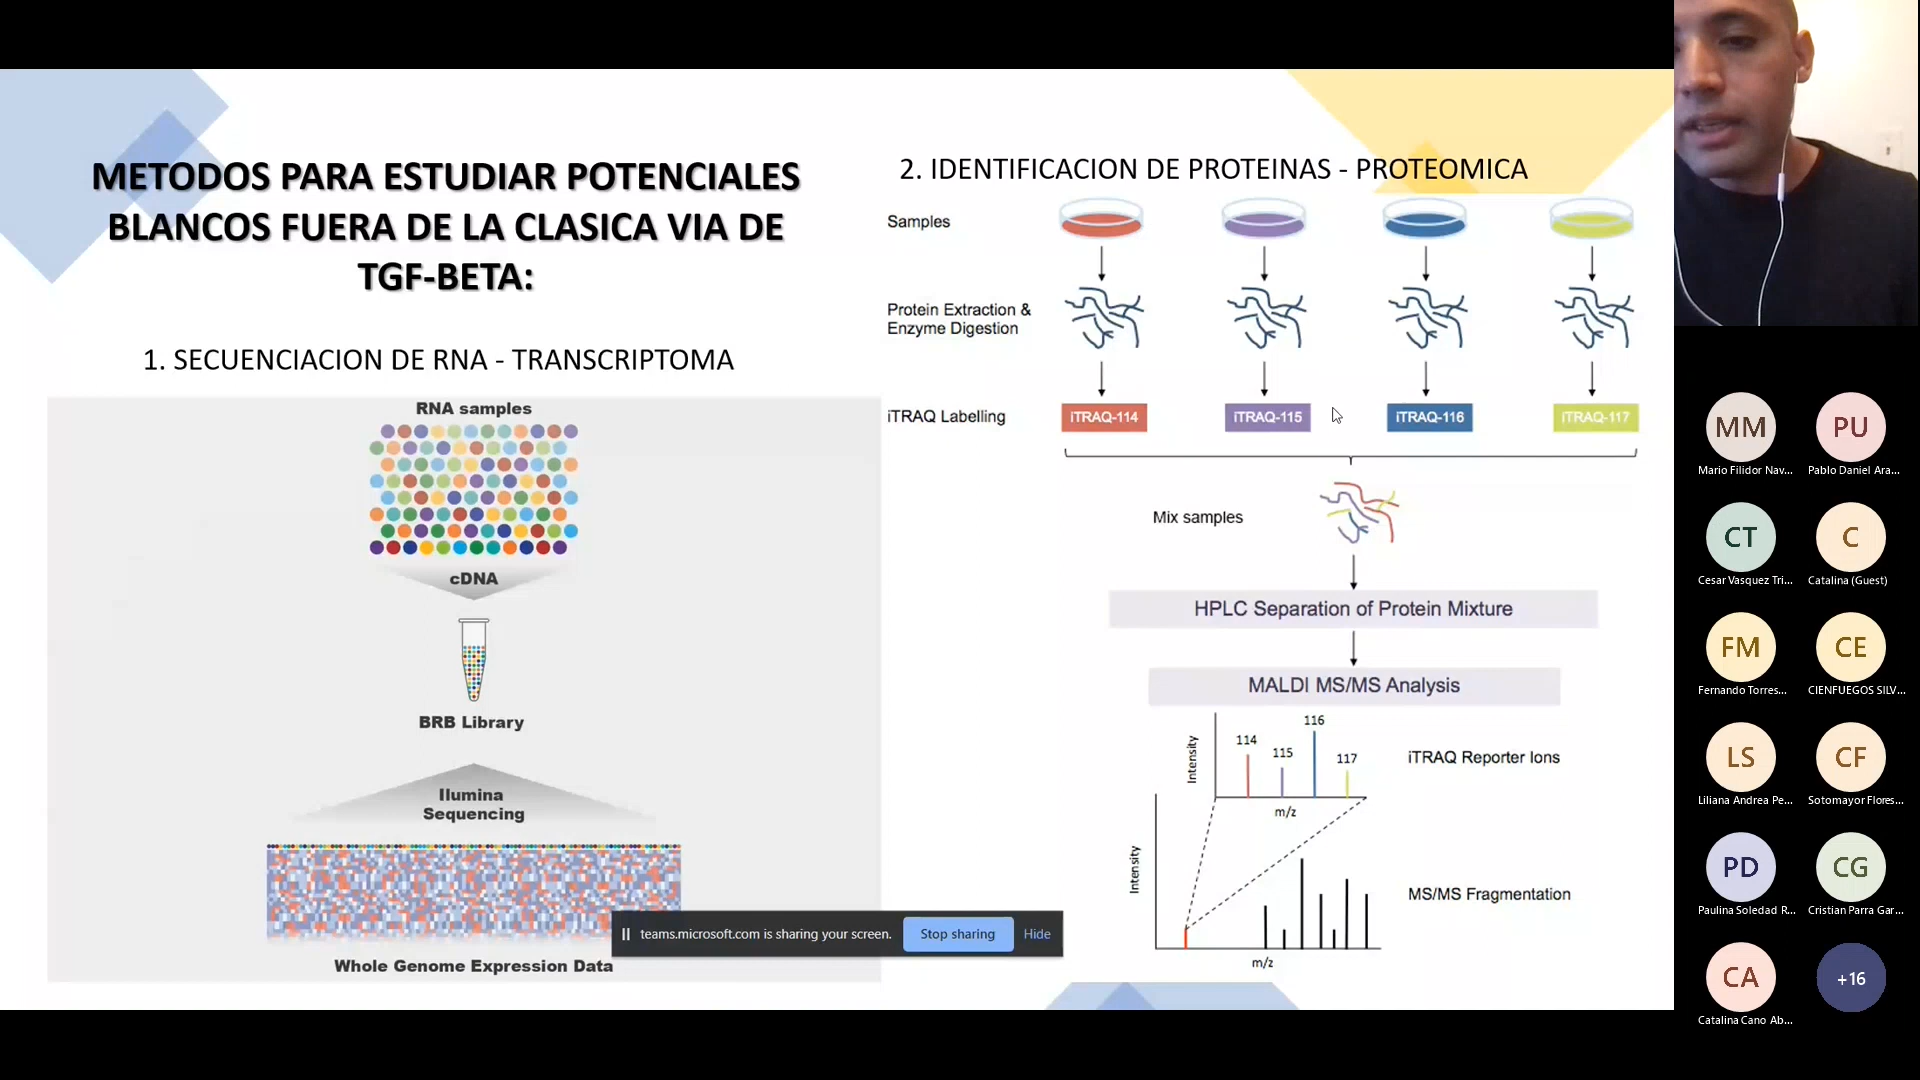 METODOS PARA ESTUDIAR POTENCIALES
BLANCOS FUERA DE LA CLASICA VIA DE
TGF-BETA:
1. SECUENCIACION DE RNA - TRANSCRIPTOMA
RNA samples
cDNA
BRB Library
Ilumina
Sequencing
Whole Genome Expression Data
2. IDENTIFICACION DE PROTEINAS - PROTEOMICA
Samples
Protein Extraction &
Enzyme Digestion
iTRAQ Labelling
iTRAQ-114
iTRAQ-115
iTRAQ-116
iTRAQ-117
Mix samples
HPLC Separation of Protein Mixture
MALDI MS/MS Analysis
Intensity
114
115
116
117
m/z
iTRAQ Reporter Ions
Intensity
m/z
MS/MS Fragmentation
teams.microsoft.com is sharing your screen.
Stop sharing
Hide
MM
Mario Filidor Nav...
PU
Pablo Daniel Ara...
CT
Cesar Vasquez Tri...
C
Catalina (Guest)
FM
Fernando Torres...
CE
CIENFUEGOS SILV...
LS
Liliana Andrea Pe...
CF
Sotomayor Flores...
PD
Paulina Soledad R...
CG
Cristian Parra Gar...
CA
Catalina Cano Ab...
+16